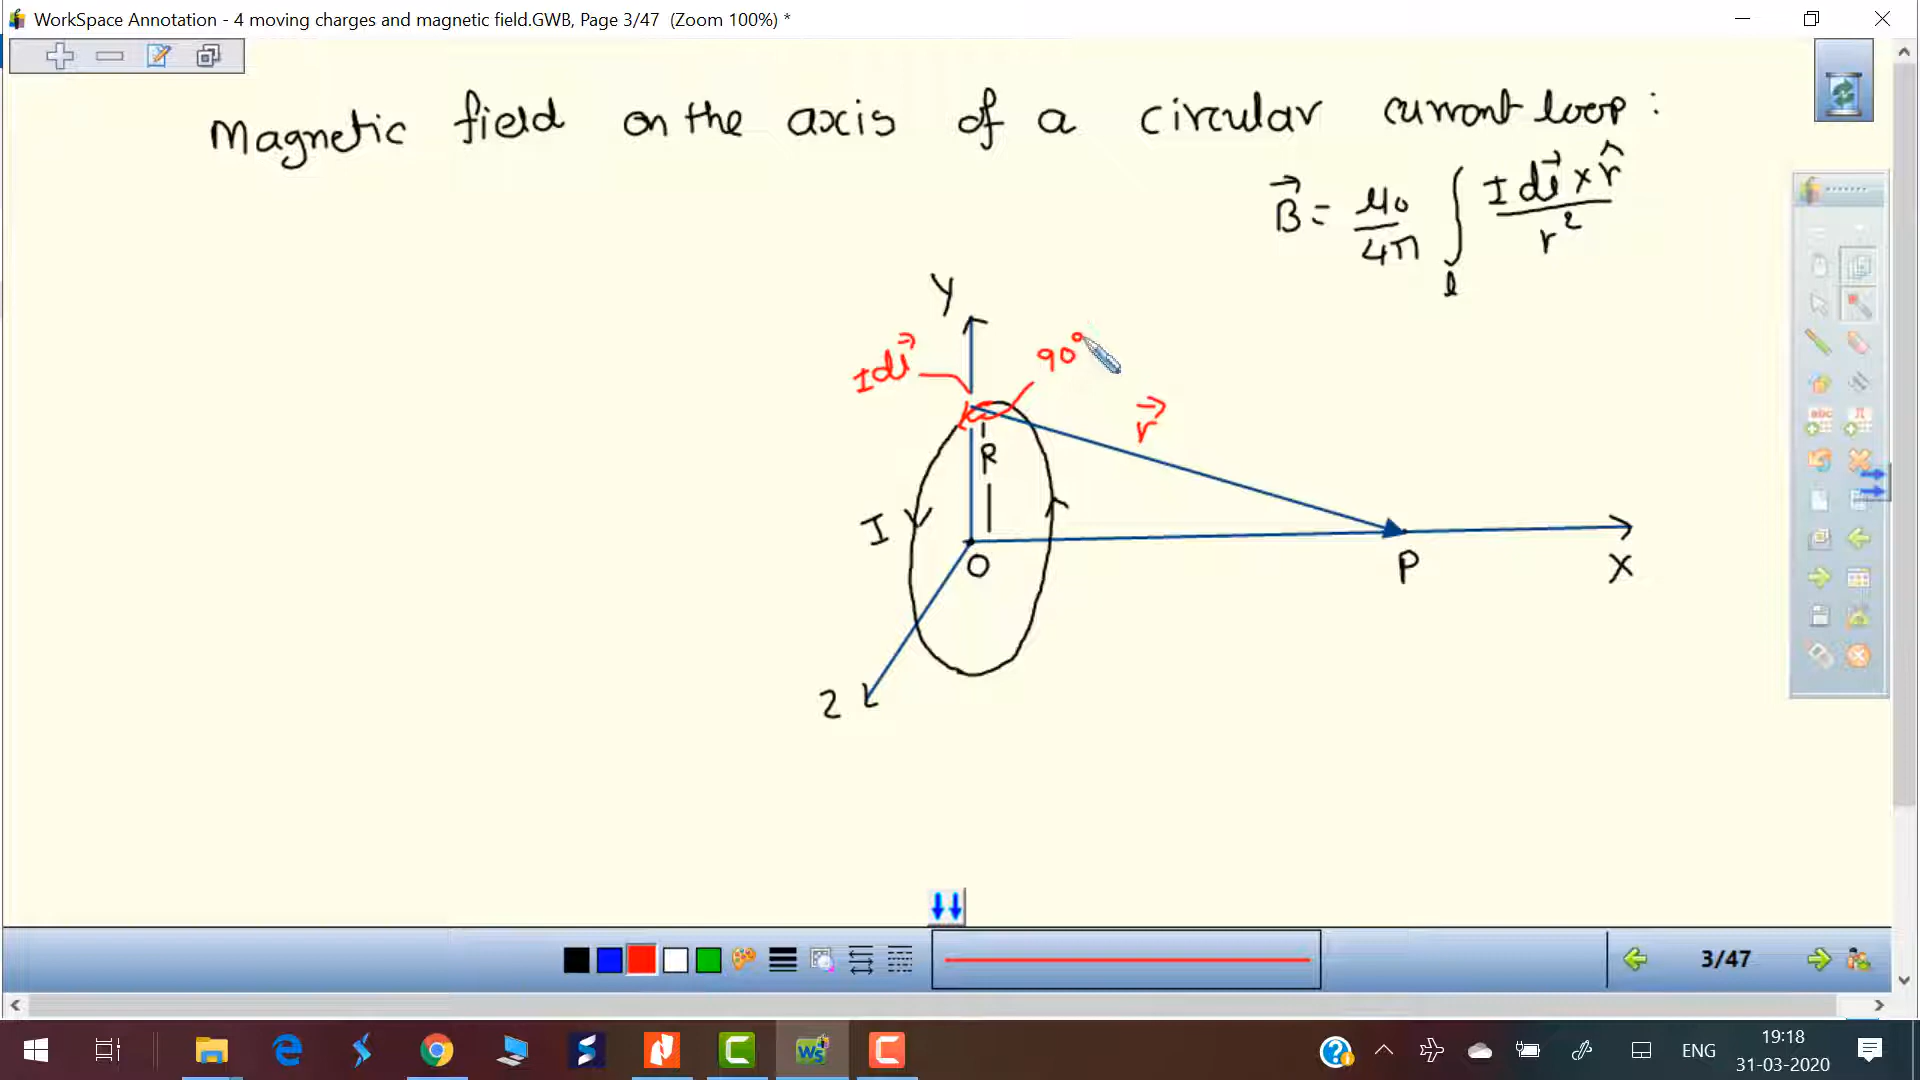 WorkSpace Annotation - 4 moving charges and magnetic field.GWB, Page 3/47 (Zoom 100%) *
Magnetic field on the axis of a circular current loop :
B⃗ = μ0/4π ∫l I dl⃗ × r̂ / r²
Y
I dl⃗
90°
r⃗
R
I
O
P
X
Z
3/47
19:18
ENG
31-03-2020